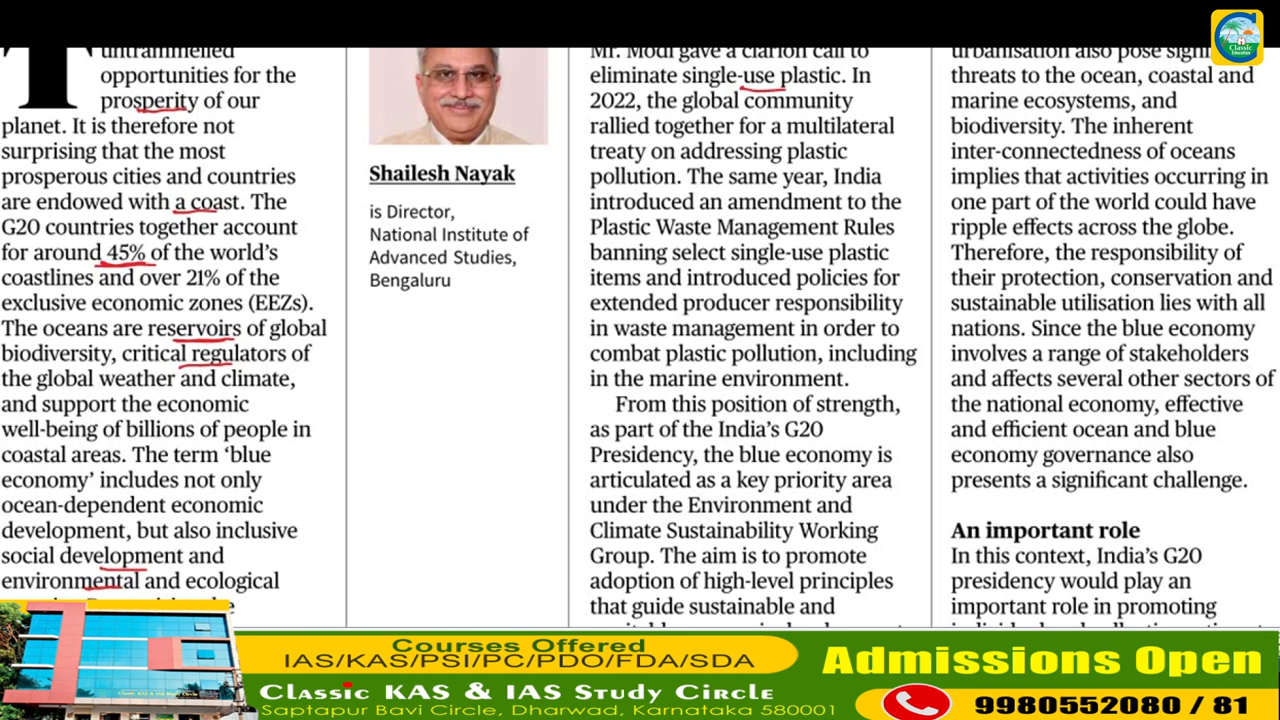 T
untrammelled
opportunities for the
prosperity of our
planet. It is therefore not
surprising that the most
prosperous cities and countries
are endowed with a coast. The
G20 countries together account
for around 45% of the world's
coastlines and over 21% of the
exclusive economic zones (EEZs).
The oceans are reservoirs of global
biodiversity, critical regulators of
the global weather and climate,
and support the economic
well-being of billions of people in
coastal areas. The term ‘blue
economy’ includes not only
ocean-dependent economic
development, but also inclusive
social development and
environmental and ecological
Shailesh Nayak
is Director,
National Institute of
Advanced Studies,
Bengaluru
Mr. Modi gave a clarion call to
eliminate single-use plastic. In
2022, the global community
rallied together for a multilateral
treaty on addressing plastic
pollution. The same year, India
introduced an amendment to the
Plastic Waste Management Rules
banning select single-use plastic
items and introduced policies for
extended producer responsibility
in waste management in order to
combat plastic pollution, including
in the marine environment.
From this position of strength,
as part of the India's G20
Presidency, the blue economy is
articulated as a key priority area
under the Environment and
Climate Sustainability Working
Group. The aim is to promote
adoption of high-level principles
that guide sustainable and
urbanisation also pose
threats to the ocean, coastal and
marine ecosystems, and
biodiversity. The inherent
inter-connectedness of oceans
implies that activities occurring in
one part of the world could have
ripple effects across the globe.
Therefore, the responsibility of
their protection, conservation and
sustainable utilisation lies with all
nations. Since the blue economy
involves a range of stakeholders
and affects several other sectors of
the national economy, effective
and efficient ocean and blue
economy governance also
presents a significant challenge.
An important role
In this context, India's G20
presidency would play an
important role in promoting
Classic
Education
Courses Offered
IAS/KAS/PSI/PC/PDO/FDA/SDA
Classic KAS & IAS Study Circle
Saptapur Bavi Circle, Dharwad, Karnataka 580001
Admissions Open
9980552080 / 81